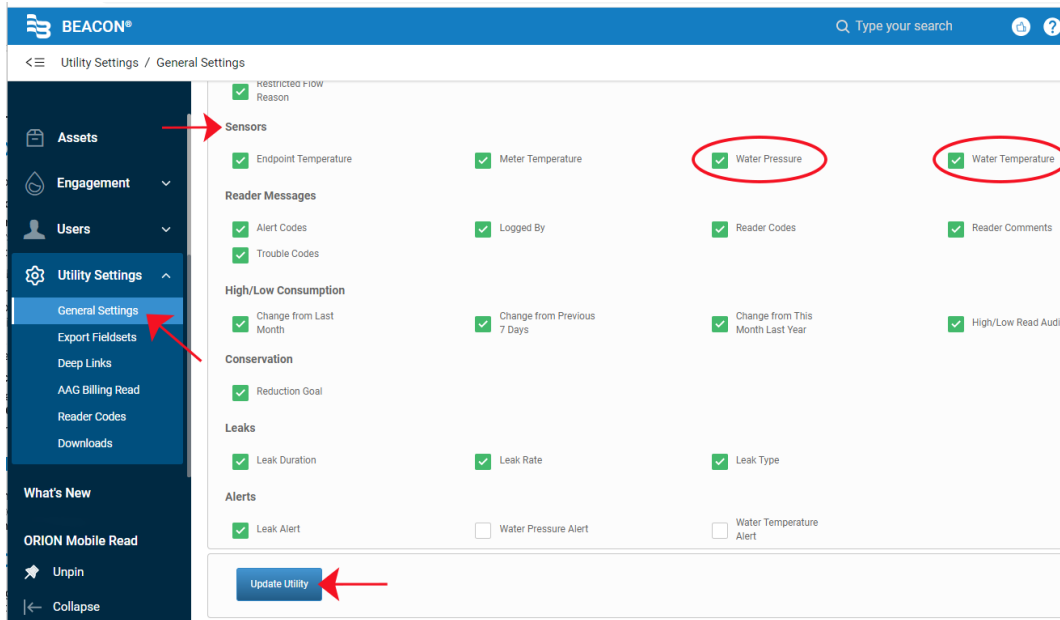 BEACON®
Type your search
?
Utility Settings / General Settings
Assets
Engagement
Users
Utility Settings
General Settings
Export Fieldsets
Deep Links
AAG Billing Read
Reader Codes
Downloads
What's New
ORION Mobile Read
Unpin
Collapse
Restricted Flow
Reason
Sensors
Endpoint Temperature
Meter Temperature
Water Pressure
Water Temperature
Reader Messages
Alert Codes
Logged By
Reader Codes
Reader Comments
Trouble Codes
High/Low Consumption
Change from Last
Month
Change from Previous
7 Days
Change from This
Month Last Year
High/Low Read Audi
Conservation
Reduction Goal
Leaks
Leak Duration
Leak Rate
Leak Type
Alerts
Leak Alert
Water Pressure Alert
Water Temperature
Alert
Update Utility